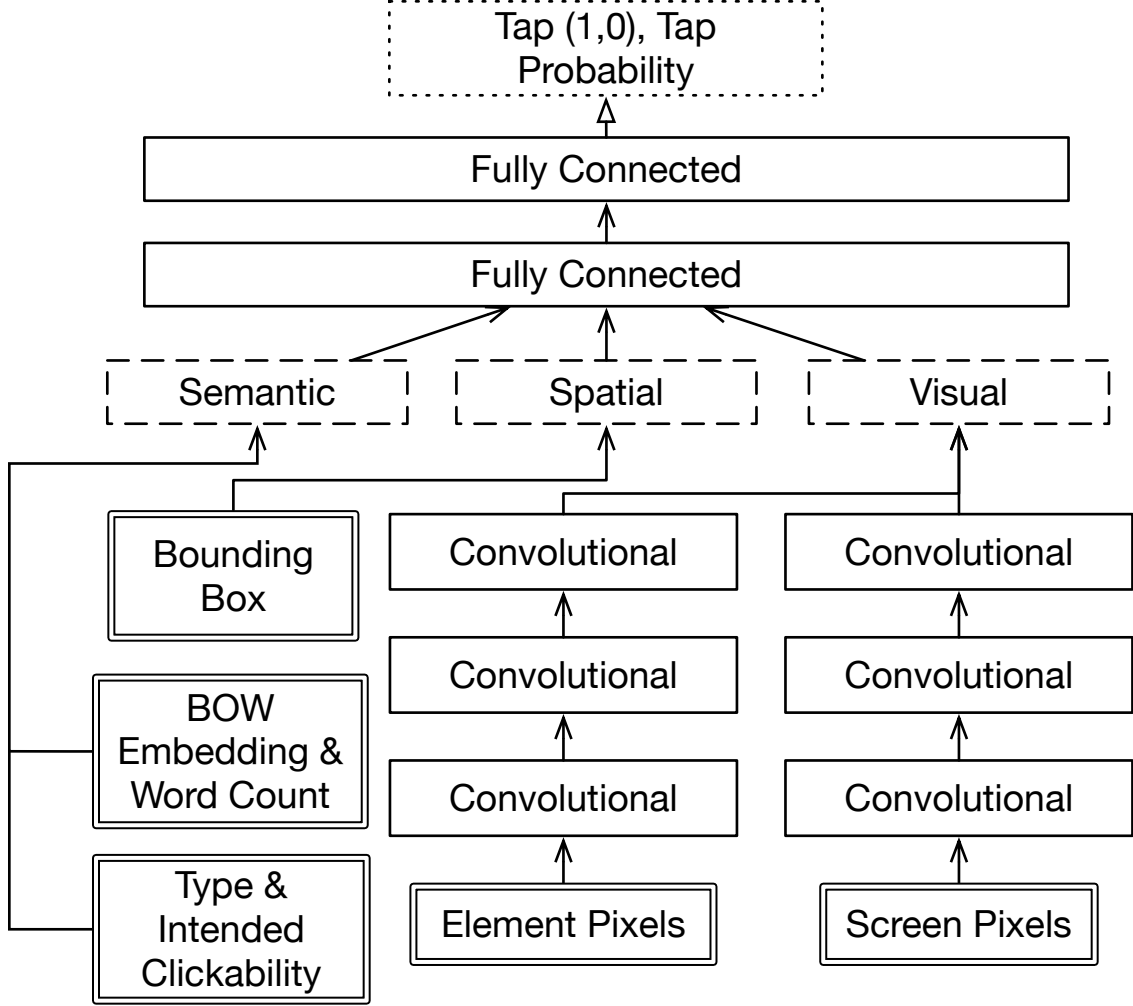 Tap (1,0), Tap
Probability
Fully Connected
Fully Connected
Semantic
Spatial
Visual
Bounding
Box
Convolutional
Convolutional
Convolutional
Convolutional
BOW
Embedding &
Word Count
Convolutional
Convolutional
Type &
Intended
Clickability
Element Pixels
Screen Pixels